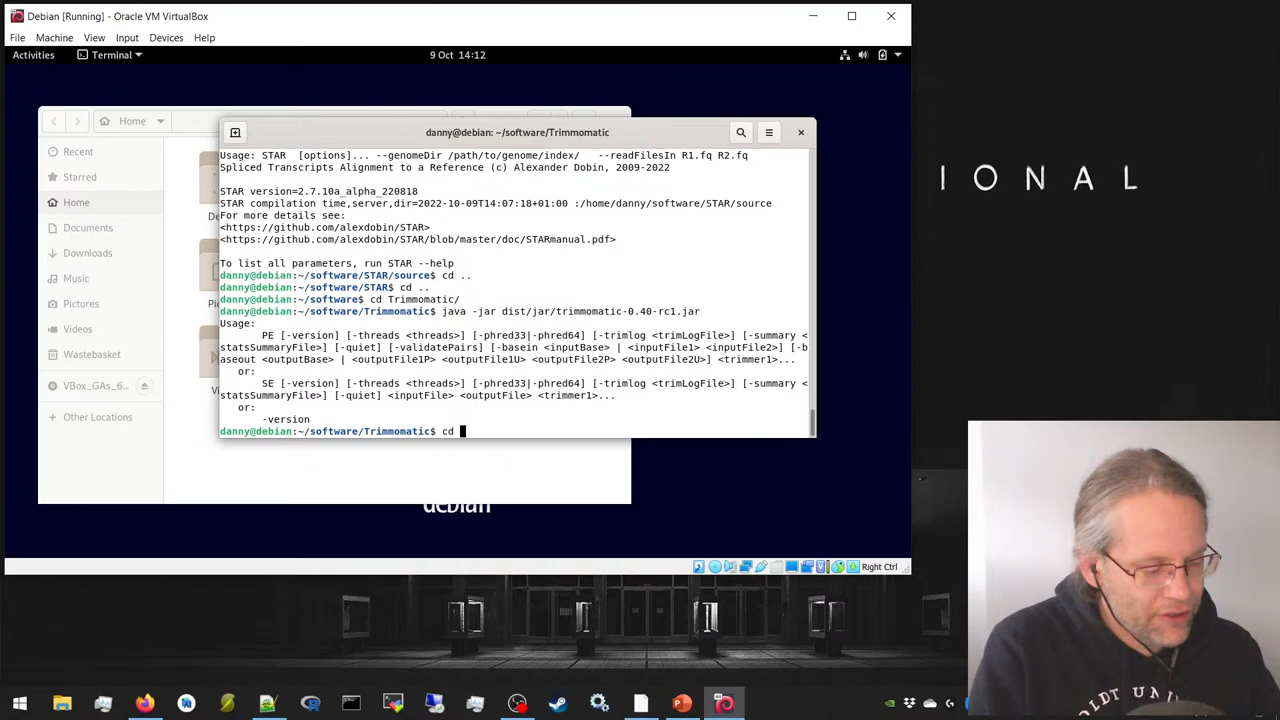 Debian [Running] - Oracle VM VirtualBox
File Machine View Input Devices Help
Activities Terminal 9 Oct 14:12
Home
Recent
Starred
Home
Documents
Downloads
Music
Pictures
Videos
Wastebasket
VBox_GAs_6...
Other Locations
danny@debian: ~/software/Trimmomatic
Usage: STAR [options]... --genomeDir /path/to/genome/index/ --readFilesIn R1.fq R2.fq
Spliced Transcripts Alignment to a Reference (c) Alexander Dobin, 2009-2022
STAR version=2.7.10a_alpha_220818
STAR compilation time,server,dir=2022-10-09T14:07:18+01:00 :/home/danny/software/STAR/source
For more details see:
<https://github.com/alexdobin/STAR>
<https://github.com/alexdobin/STAR/blob/master/doc/STARmanual.pdf>
To list all parameters, run STAR --help
danny@debian:~/software/STAR/source$ cd ..
danny@debian:~/software/STAR$ cd ..
danny@debian:~/software$ cd Trimmomatic/
danny@debian:~/software/Trimmomatic$ java -jar dist/jar/trimmomatic-0.40-rc1.jar
Usage:
PE [-version] [-threads <threads>] [-phred33|-phred64] [-trimlog <trimLogFile>] [-summary <
statsSummaryFile>] [-quiet] [-validatePairs] [-basein <inputBase> | <inputFile1> <inputFile2>] [-b
aseout <outputBase> | <outputFile1P> <outputFile1U> <outputFile2P> <outputFile2U>] <trimmer1>...
or:
SE [-version] [-threads <threads>] [-phred33|-phred64] [-trimlog <trimLogFile>] [-summary <
statsSummaryFile>] [-quiet] <inputFile> <outputFile> <trimmer1>...
or:
-version
danny@debian:~/software/Trimmomatic$ cd
debian
Right Ctrl
IONAL